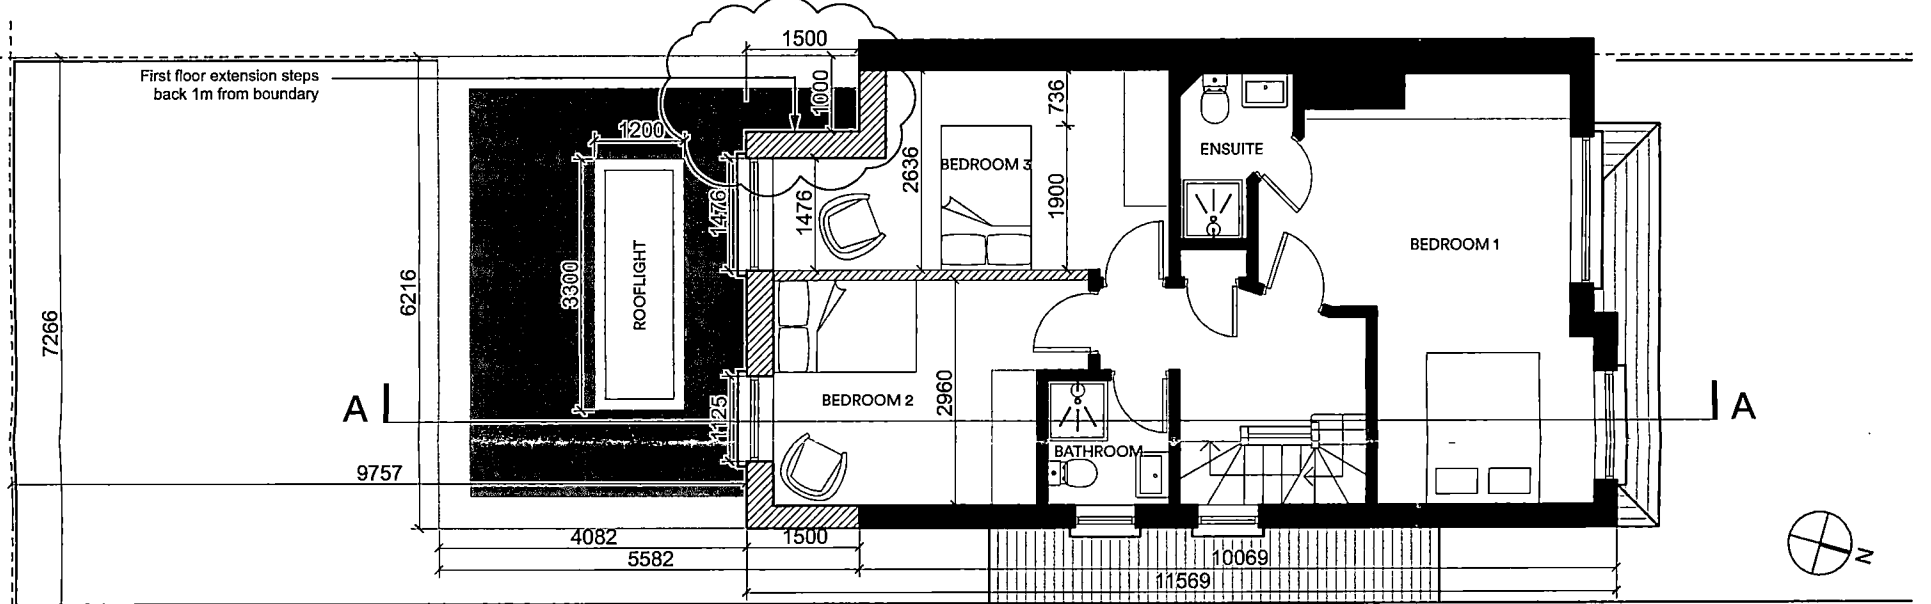 1500
First floor extension steps
back 1m from boundary
1000
1200
736
1476
1476
2636
BEDROOM 3
1900
ENSUITE
BEDROOM 1
3300
ROOFLIGHT
6216
7266
A
1125
BEDROOM 2
2960
A
BATHROOM
9757
4082
1500
5582
10069
11569
N